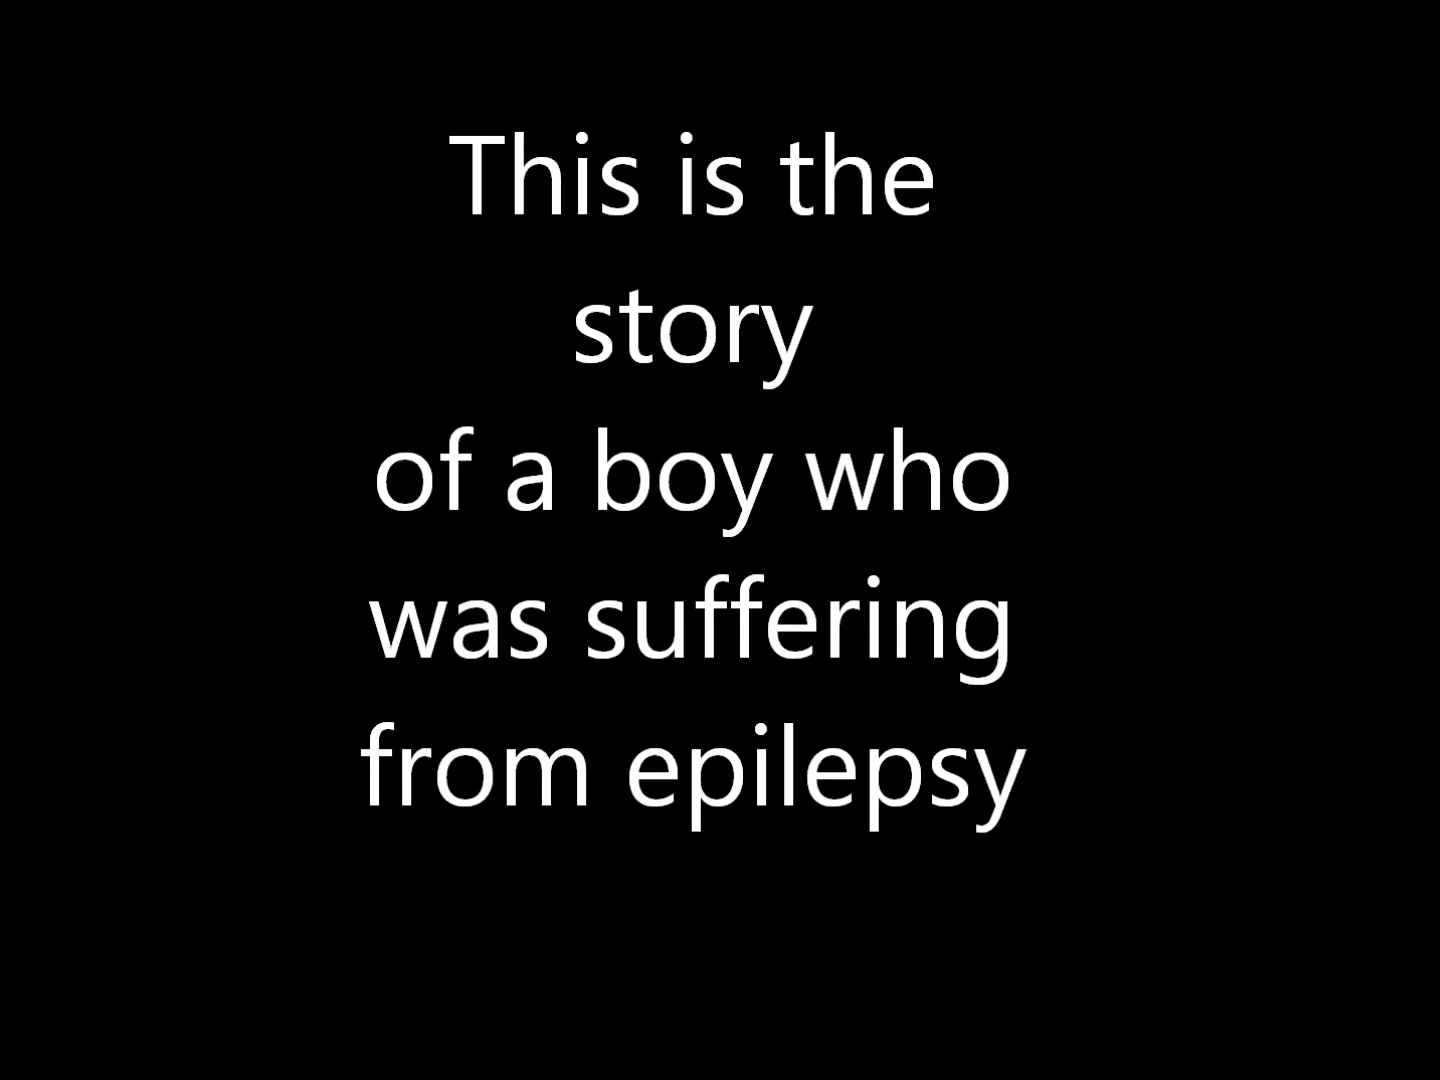 This is the
story
of a boy who
was suffering
from epilepsy